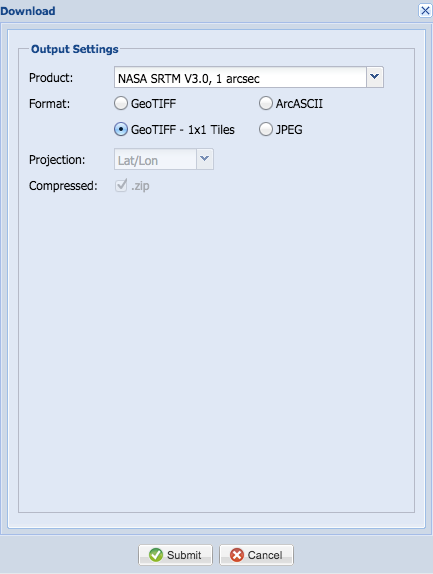 Download
Output Settings
Product: NASA SRTM V3.0, 1 arcsec
Format: GeoTIFF ArcASCII
GeoTIFF - 1x1 Tiles JPEG
Projection: Lat/Lon
Compressed: .zip
Submit Cancel